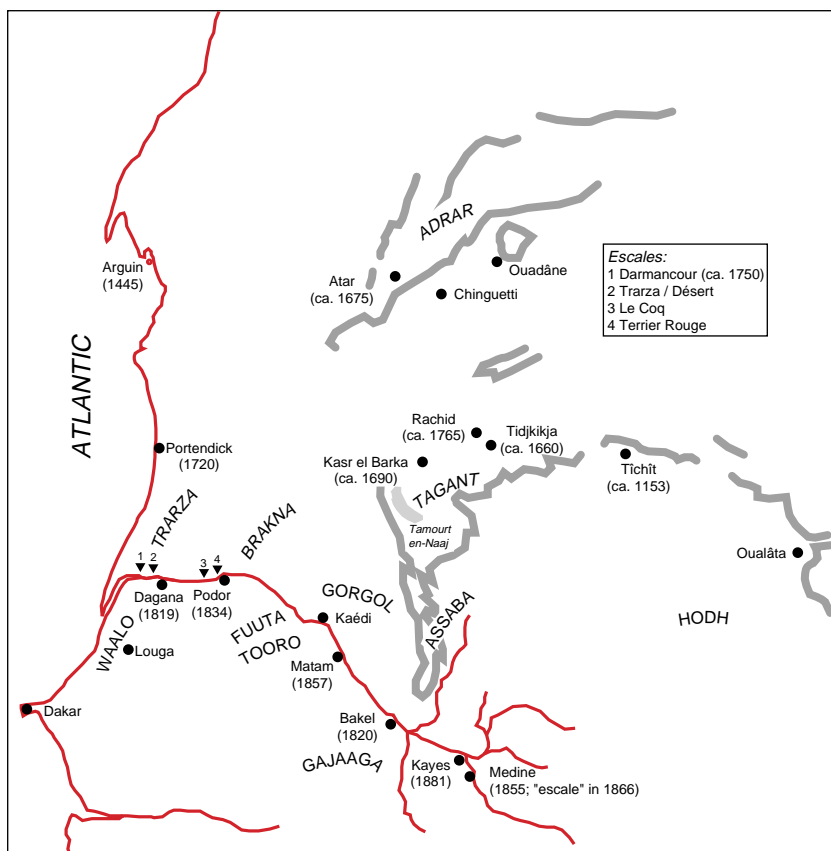 ADRAR
Arguin
(1445)
Atar
(ca. 1675)
Ouadâne
Chinguetti
Escales:
1 Darmancour (ca. 1750)
2 Trarza / Désert
3 Le Coq
4 Terrier Rouge
ATLANTIC
Portendick
(1720)
Rachid
(ca. 1765)
Tidjkikja
(ca. 1660)
Kasr el Barka
(ca. 1690)
TAGANT
Tîchît
(ca. 1153)
Tamourt
en-Naaj
Oualâta
TRARZA
BRAKNA
1
2
3
4
Dagana
(1819)
Podor
(1834)
GORGOL
Kaédi
FUUTA
TOORO
ASSABA
HODH
WAALO
Louga
Matam
(1857)
Dakar
Bakel
(1820)
GAJAAGA
Kayes
(1881)
Medine
(1855; "escale" in 1866)